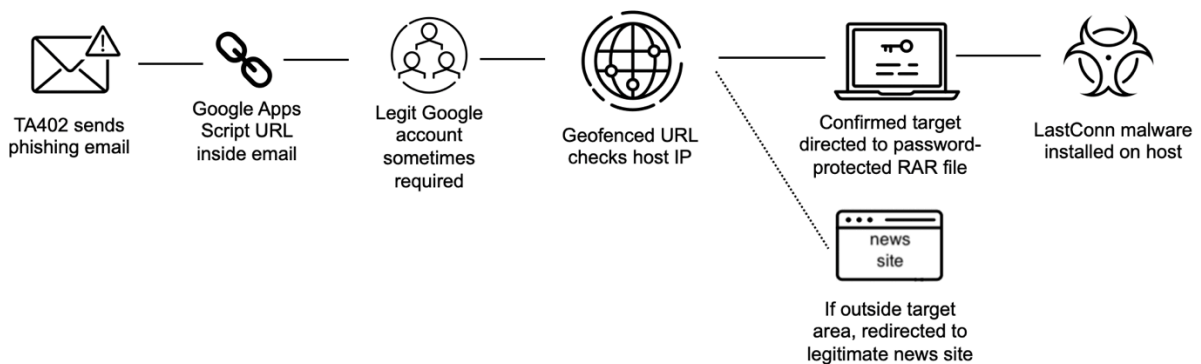 TA402 sends
phishing email
Google Apps
Script URL
inside email
Legit Google
account
sometimes
required
Geofenced URL
checks host IP
Confirmed target
directed to password-
protected RAR file
LastConn malware
installed on host
news
site
If outside target
area, redirected to
legitimate news site